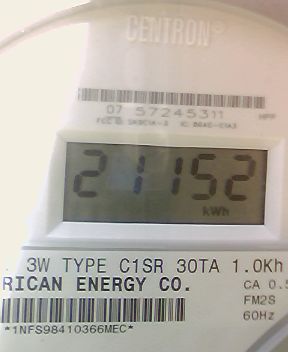 CENTRON®
07 57245311
21152
kWh
3W TYPE C1SR 30TA 1.0Kh
RICAN ENERGY CO.
CA 0.5
FM2S
60Hz
*1NFS98410366MEC*